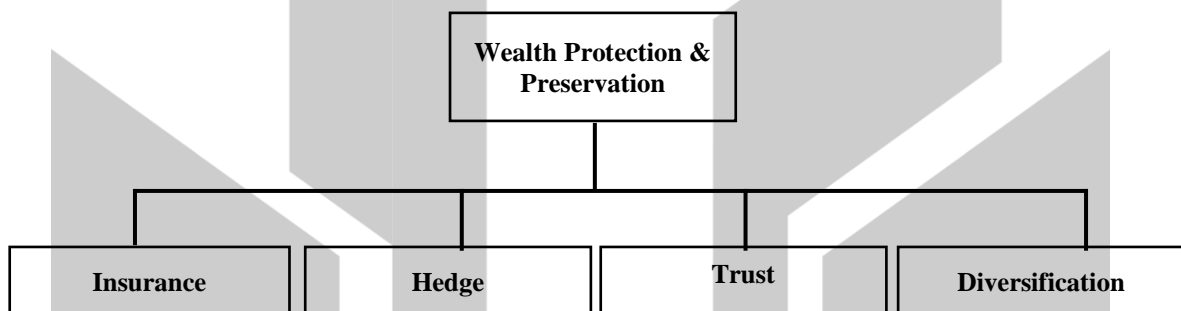 Wealth Protection &
Preservation
Insurance
Hedge
Trust
Diversification